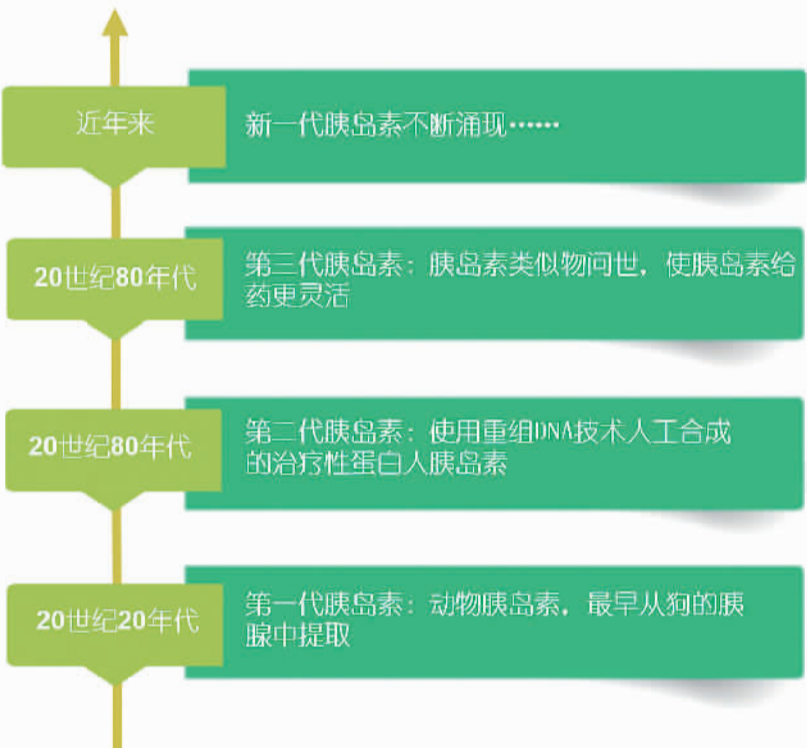 近年来
新一代胰岛素不断涌现……
20世纪80年代
第三代胰岛素：胰岛素类似物问世，使胰岛素给
药更灵活
20世纪80年代
第二代胰岛素：使用重组DNA技术人工合成
的治疗性蛋白人胰岛素
20世纪20年代
第一代胰岛素：动物胰岛素，最早从狗的胰
腺中提取